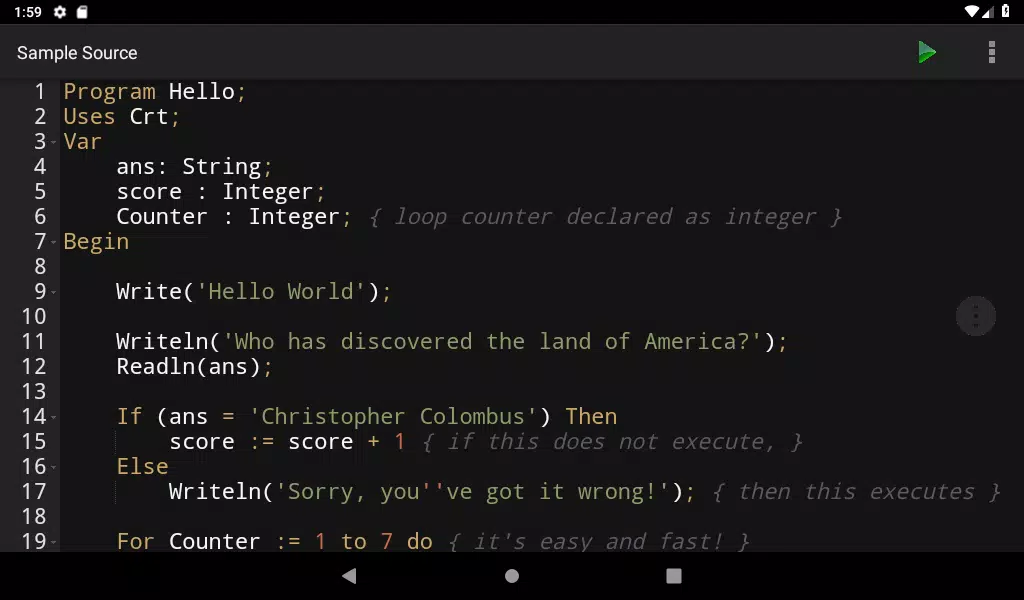 1:59
Sample Source
1 Program Hello;
2 Uses Crt;
3 Var
4 ans: String;
5 score : Integer;
6 Counter : Integer; { loop counter declared as integer }
7 Begin
8
9 Write('Hello World');
10
11 Writeln('Who has discovered the land of America?');
12 Readln(ans);
13
14 If (ans = 'Christopher Colombus') Then
15 score := score + 1 { if this does not execute, }
16 Else
17 Writeln('Sorry, you''ve got it wrong!'); { then this executes }
18
19 For Counter := 1 to 7 do { it's easy and fast! }